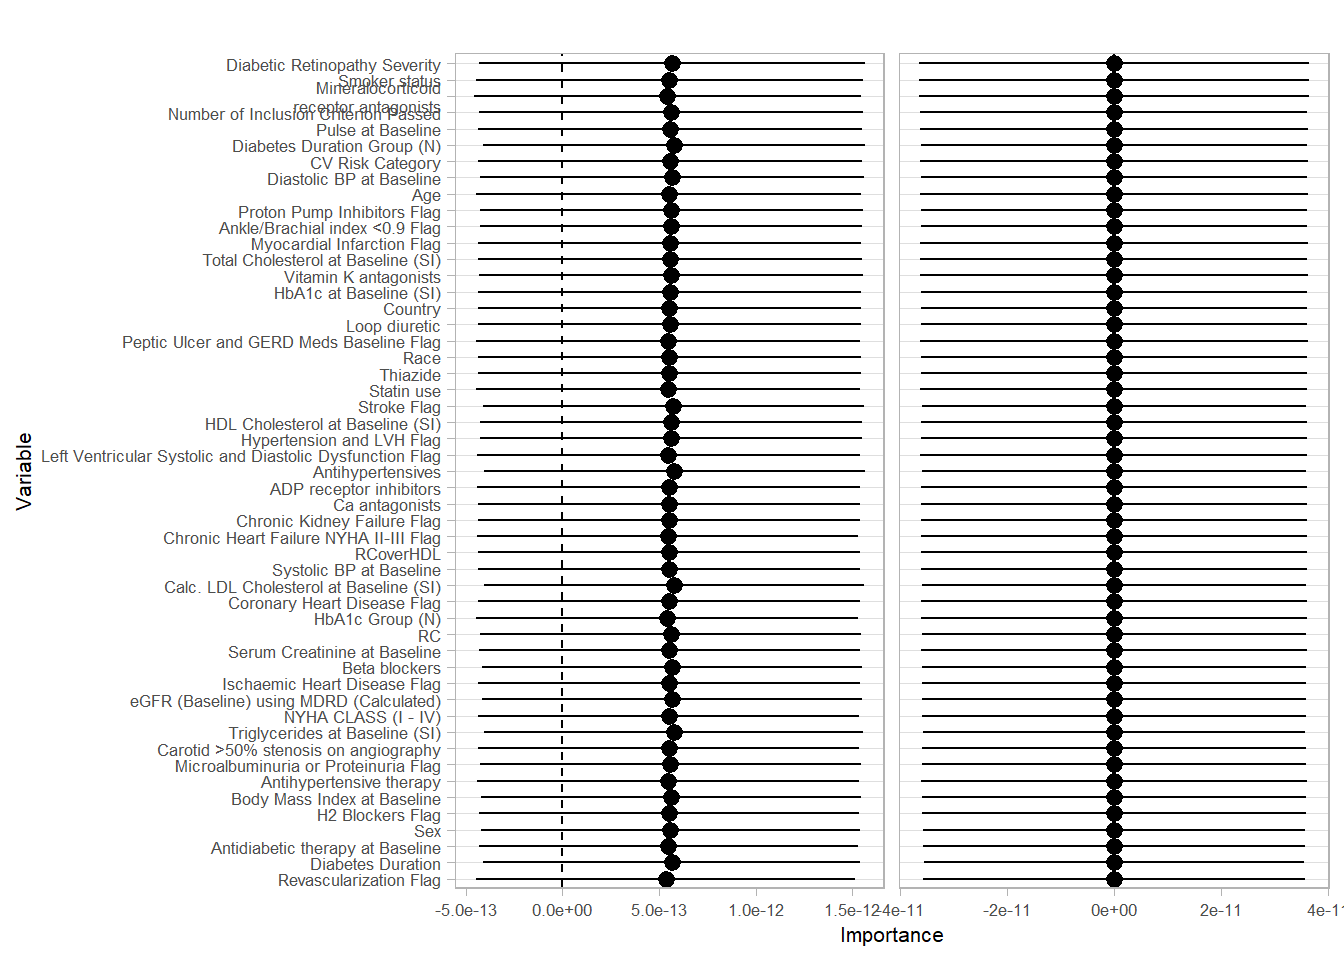 Diabetic Retinopathy Severity
Smoker status
Mineralocorticoid
receptor antagonists
Number of Inclusion Criterion Passed
Pulse at Baseline
Diabetes Duration Group (N)
CV Risk Category
Diastolic BP at Baseline
Age
Proton Pump Inhibitors Flag
Ankle/Brachial index <0.9 Flag
Myocardial Infarction Flag
Total Cholesterol at Baseline (SI)
Vitamin K antagonists
HbA1c at Baseline (SI)
Country
Loop diuretic
Peptic Ulcer and GERD Meds Baseline Flag
Race
Thiazide
Statin use
Stroke Flag
HDL Cholesterol at Baseline (SI)
Hypertension and LVH Flag
Left Ventricular Systolic and Diastolic Dysfunction Flag
Antihypertensives
ADP receptor inhibitors
Ca antagonists
Chronic Kidney Failure Flag
Chronic Heart Failure NYHA II-III Flag
RCoverHDL
Systolic BP at Baseline
Calc. LDL Cholesterol at Baseline (SI)
Coronary Heart Disease Flag
HbA1c Group (N)
RC
Serum Creatinine at Baseline
Beta blockers
Ischaemic Heart Disease Flag
eGFR (Baseline) using MDRD (Calculated)
NYHA CLASS (I - IV)
Triglycerides at Baseline (SI)
Carotid >50% stenosis on angiography
Microalbuminuria or Proteinuria Flag
Antihypertensive therapy
Body Mass Index at Baseline
H2 Blockers Flag
Sex
Antidiabetic therapy at Baseline
Diabetes Duration
Revascularization Flag
Variable
-5.0e-13 0.0e+00 5.0e-13 1.0e-12 1.5e-12 -4e-11 -2e-11 0e+00 2e-11 4e-11
Importance